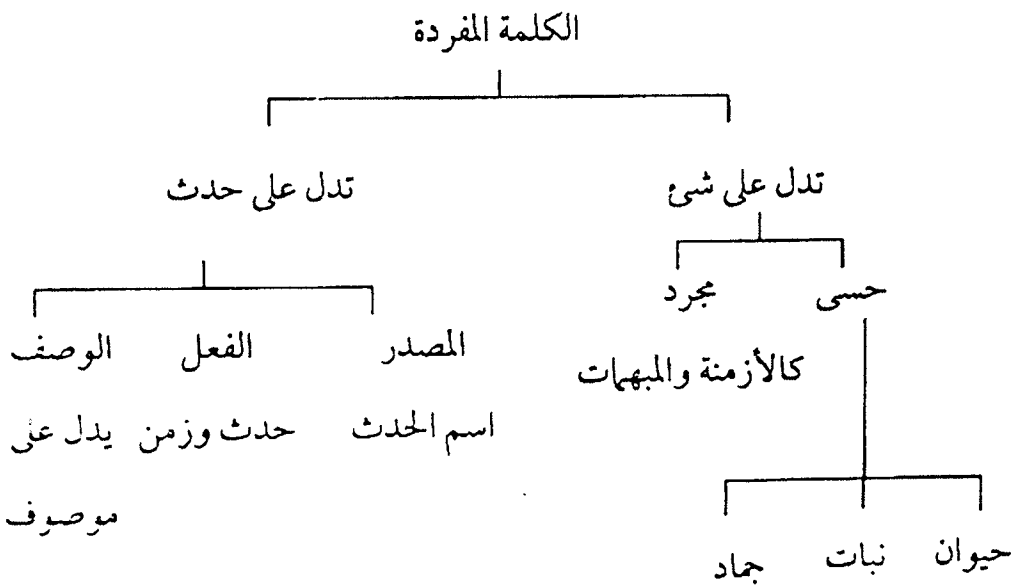 الكلمة المفردة
تدل على شئ
تدل على حدث
حسى
مجرد
كالأزمنة والمبهمات
حيوان
نبات
جماد
المصدر
اسم الحدث
الفعل
حدث وزمن
الوصف
يدل على
موصوف